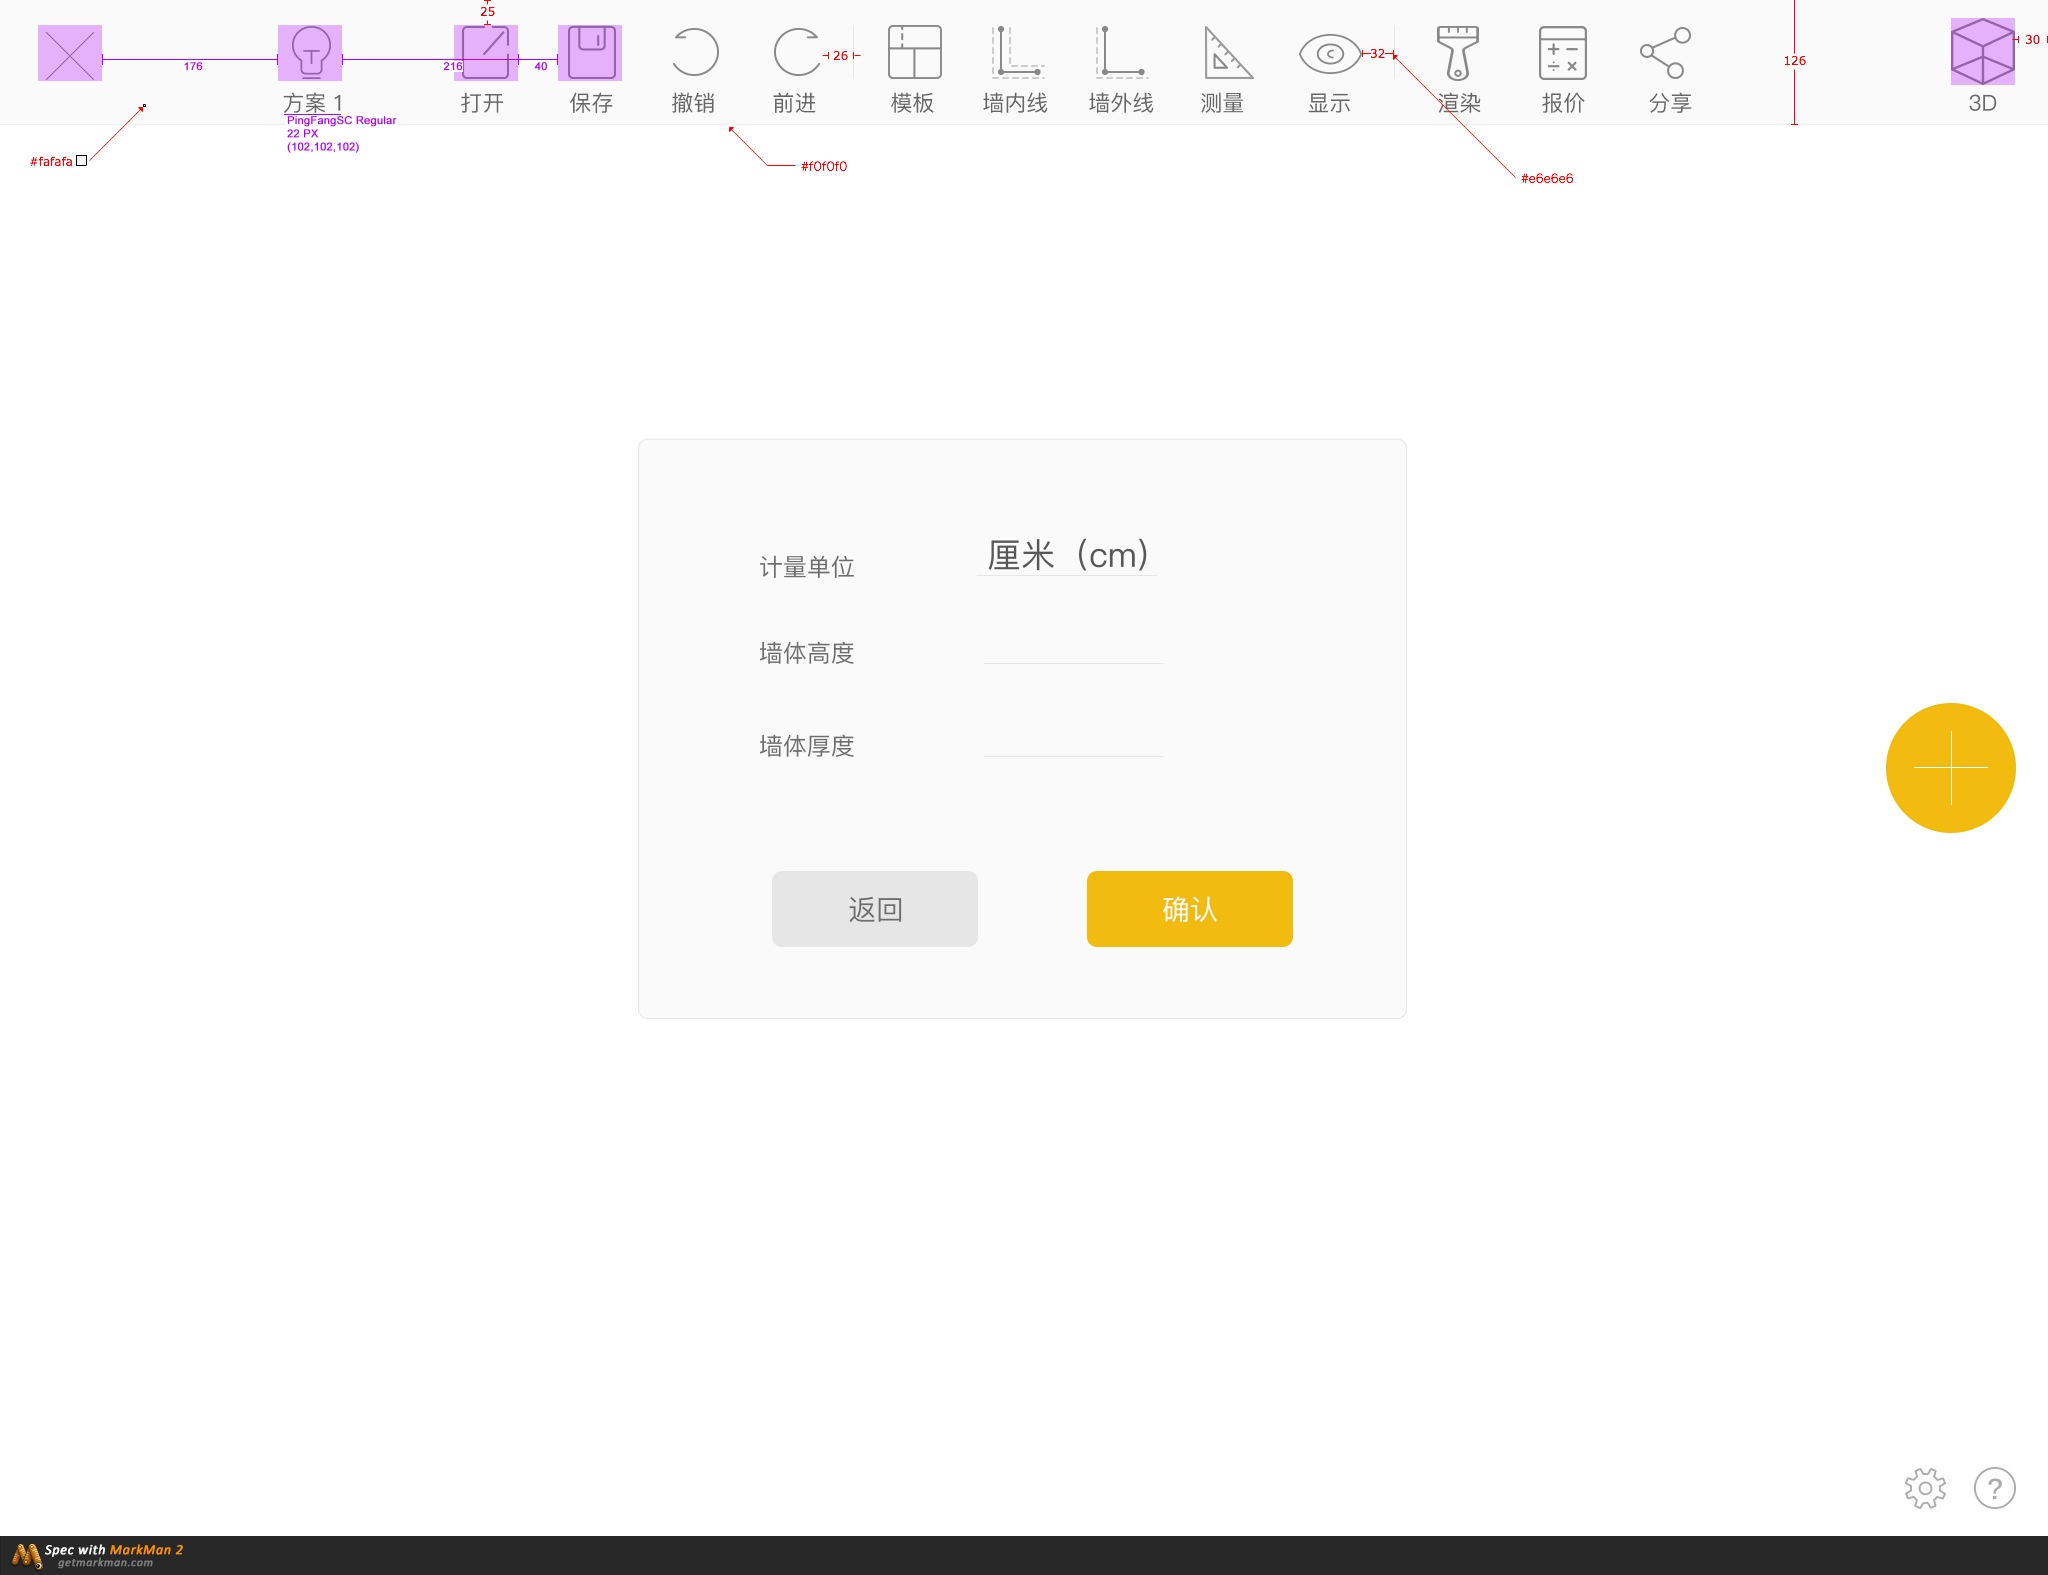 25
176
216
40
26
32
126
30
方案 1
打开
保存
撤销
前进
模板
墙内线
墙外线
测量
显示
渲染
报价
分享
3D
PingFangSC Regular
22 PX
(102,102,102)
#fafafa
#f0f0f0
#e6e6e6
计量单位
厘米（cm）
墙体高度
墙体厚度
返回
确认
?
Spec with MarkMan 2
getmarkman.com